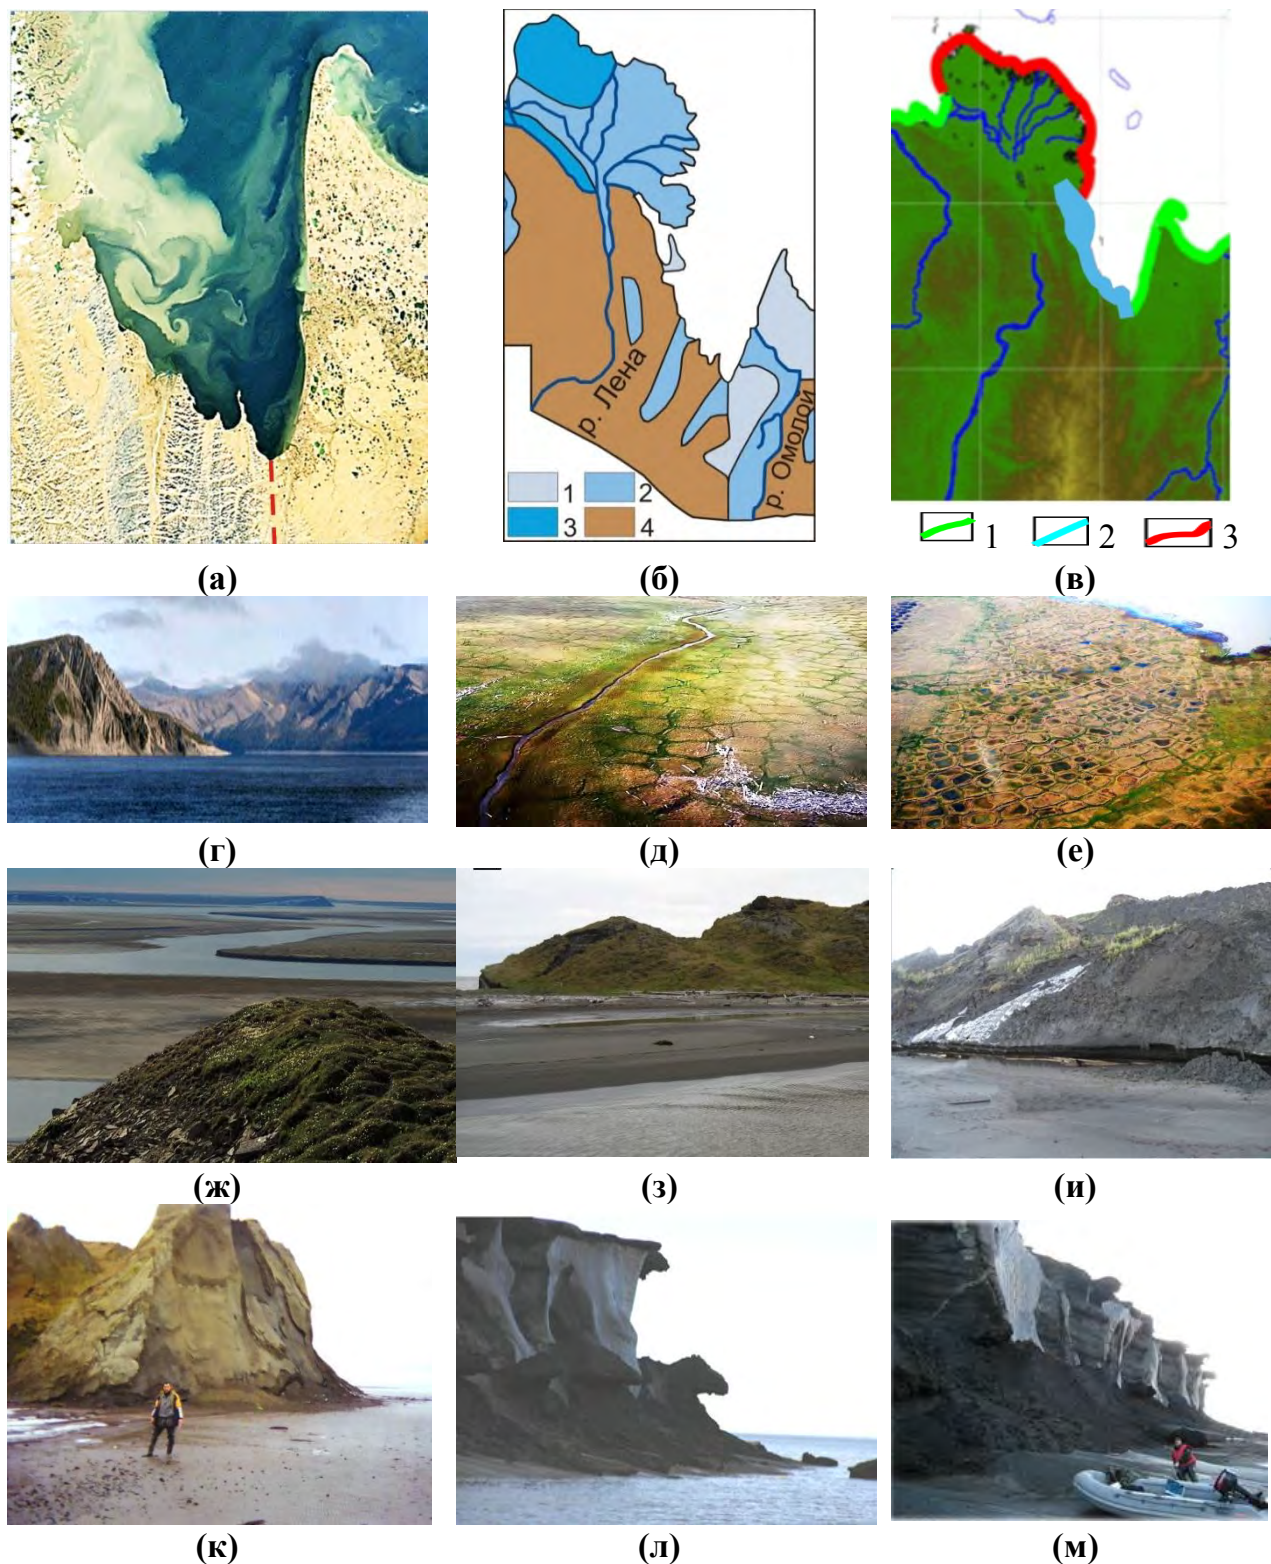 р. Лена
р. Омолой
1 2
3 4
1 2 3
(а) (б) (в)
(г) (д) (е)
(ж) (з) (и)
(к) (л) (м)